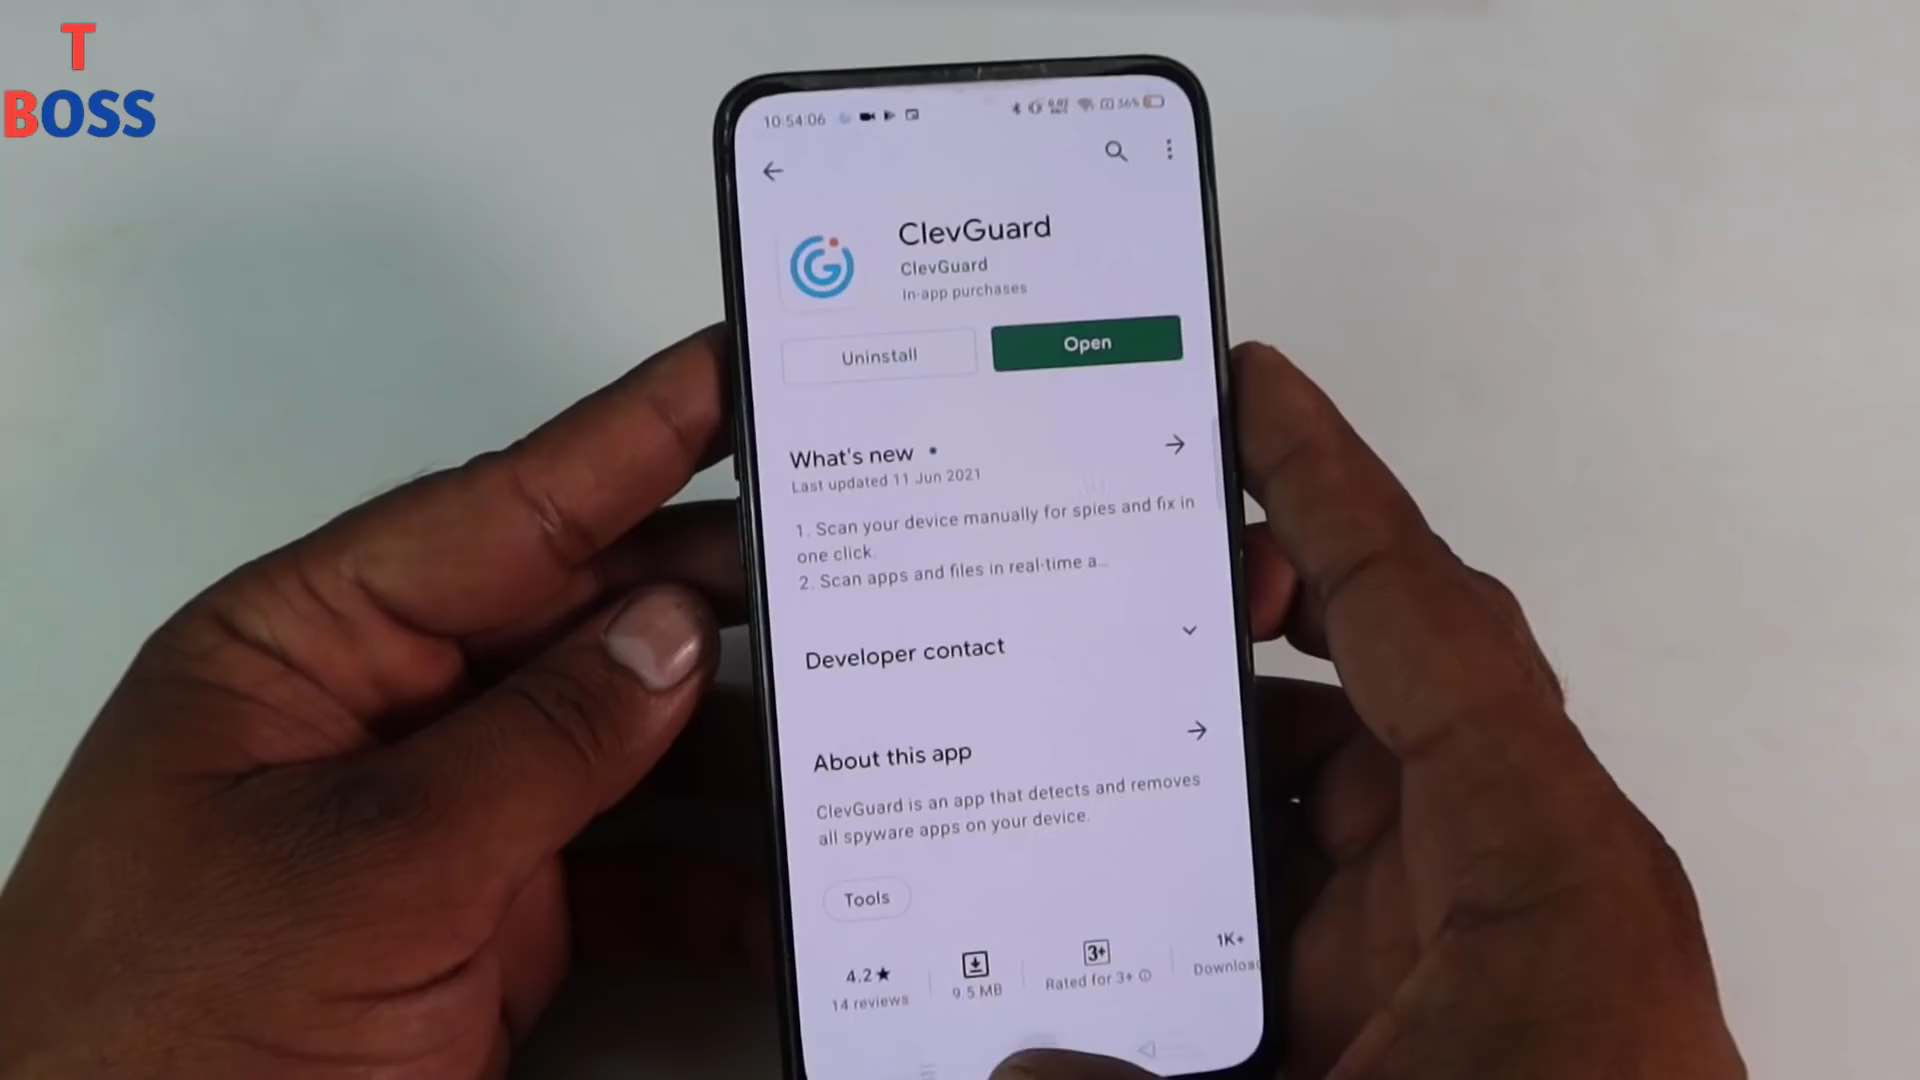 T
BOSS
10:54:06
56%
ClevGuard
ClevGuard
In-app purchases
Uninstall
Open
What's new •
Last updated 11 Jun 2021
1. Scan your device manually for spies and fix in
one click.
2. Scan apps and files in real-time a...
Developer contact
About this app
ClevGuard is an app that detects and removes
all spyware apps on your device.
Tools
4.2★
14 reviews
9.5 MB
3+
Rated for 3+
1K+
Downloa